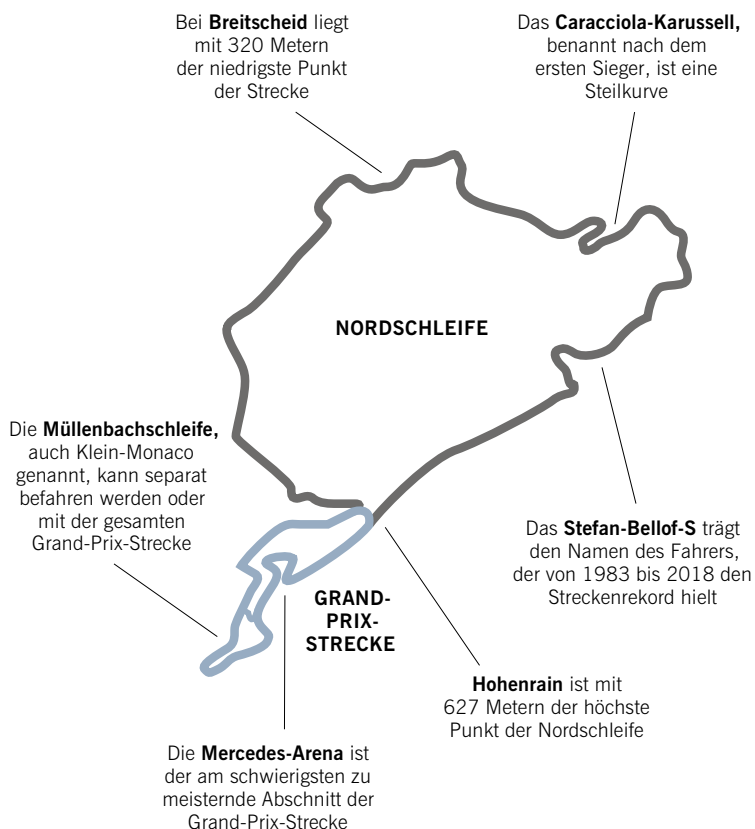 Bei Breitscheid liegt
mit 320 Metern
der niedrigste Punkt
der Strecke
Das Caracciola-Karussell,
benannt nach dem
ersten Sieger, ist eine
Steilkurve
NORDSCHLEIFE
Die Müllenbachschleife,
auch Klein-Monaco
genannt, kann separat
befahren werden oder
mit der gesamten
Grand-Prix-Strecke
Das Stefan-Bellof-S trägt
den Namen des Fahrers,
der von 1983 bis 2018 den
Streckenrekord hielt
GRAND-
PRIX-
STRECKE
Hohenrain ist mit
627 Metern der höchste
Punkt der Nordschleife
Die Mercedes-Arena ist
der am schwierigsten zu
meisternde Abschnitt der
Grand-Prix-Strecke